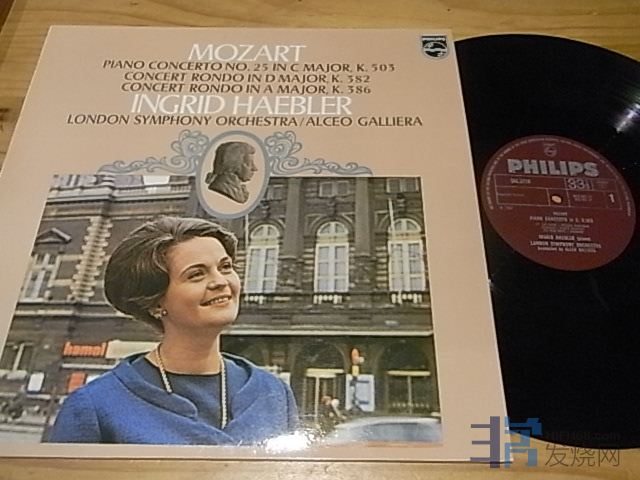 MOZART
PIANO CONCERTO NO. 25 IN C MAJOR, K. 503
CONCERT RONDO IN D MAJOR, K. 382
CONCERT RONDO IN A MAJOR, K. 386
INGRID HAEBLER
LONDON SYMPHONY ORCHESTRA/ALCEO GALLIERA
PHILIPS
PHILIPS
33⅓
1
MOZART
INGRID HAEBLER
LONDON SYMPHONY ORCHESTRA
hamel
发烧网